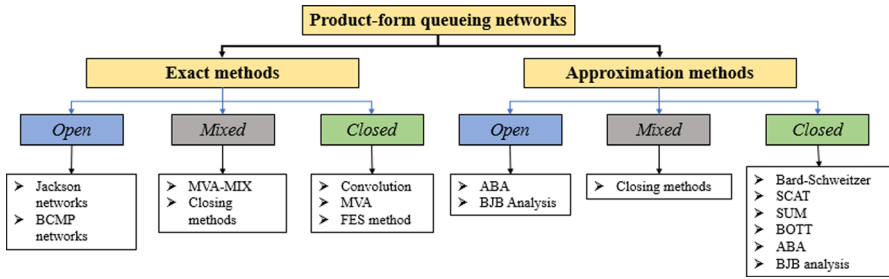 Product-form queueing networks
Exact methods
Approximation methods
Open
Mixed
Closed
Open
Mixed
Closed
➢ Jackson
networks
➢ BCMP
networks
➢ MVA-MIX
➢ Closing
methods
➢ Convolution
➢ MVA
➢ FES method
➢ ABA
➢ BJB Analysis
➢ Closing methods
➢ Bard-Schweitzer
➢ SCAT
➢ SUM
➢ BOTT
➢ ABA
➢ BJB analysis